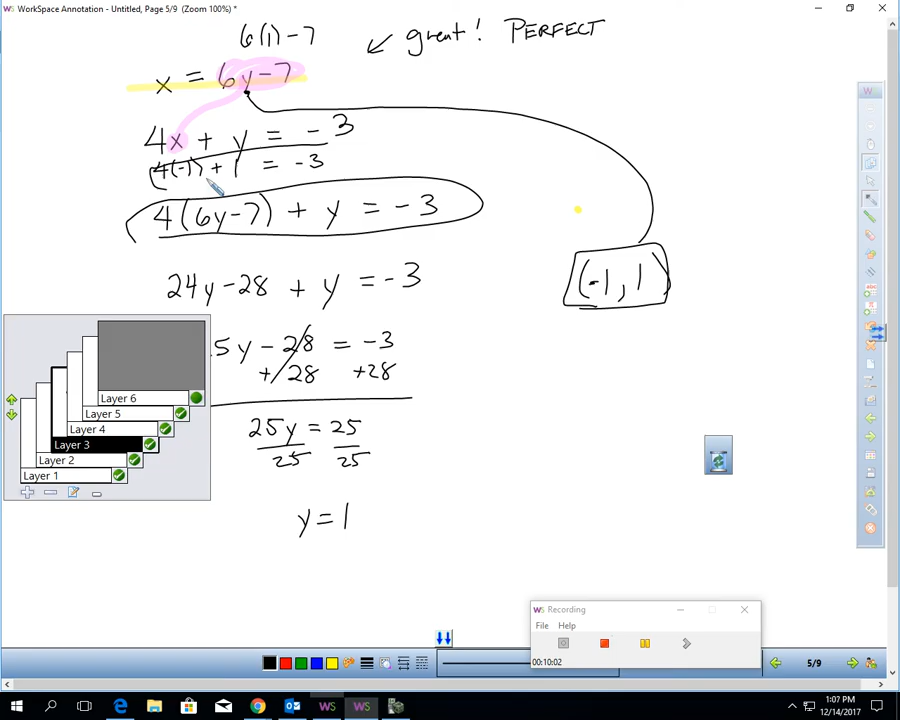 WorkSpace Annotation - Untitled, Page 5/9 (Zoom 100%) *
6(1) - 7
great! PERFECT
x = 6y - 7
4x + y = -3
4(-1) + 1 = -3
4(6y-7) + y = -3
24y - 28 + y = -3
(-1, 1)
5y - 28 = -3
+ 28 +28
25y = 25
25 25
y = 1
Layer 6
Layer 5
Layer 4
Layer 3
Layer 2
Layer 1
WS Recording
File Help
00:10:02
5/9
1:07 PM
12/14/2017